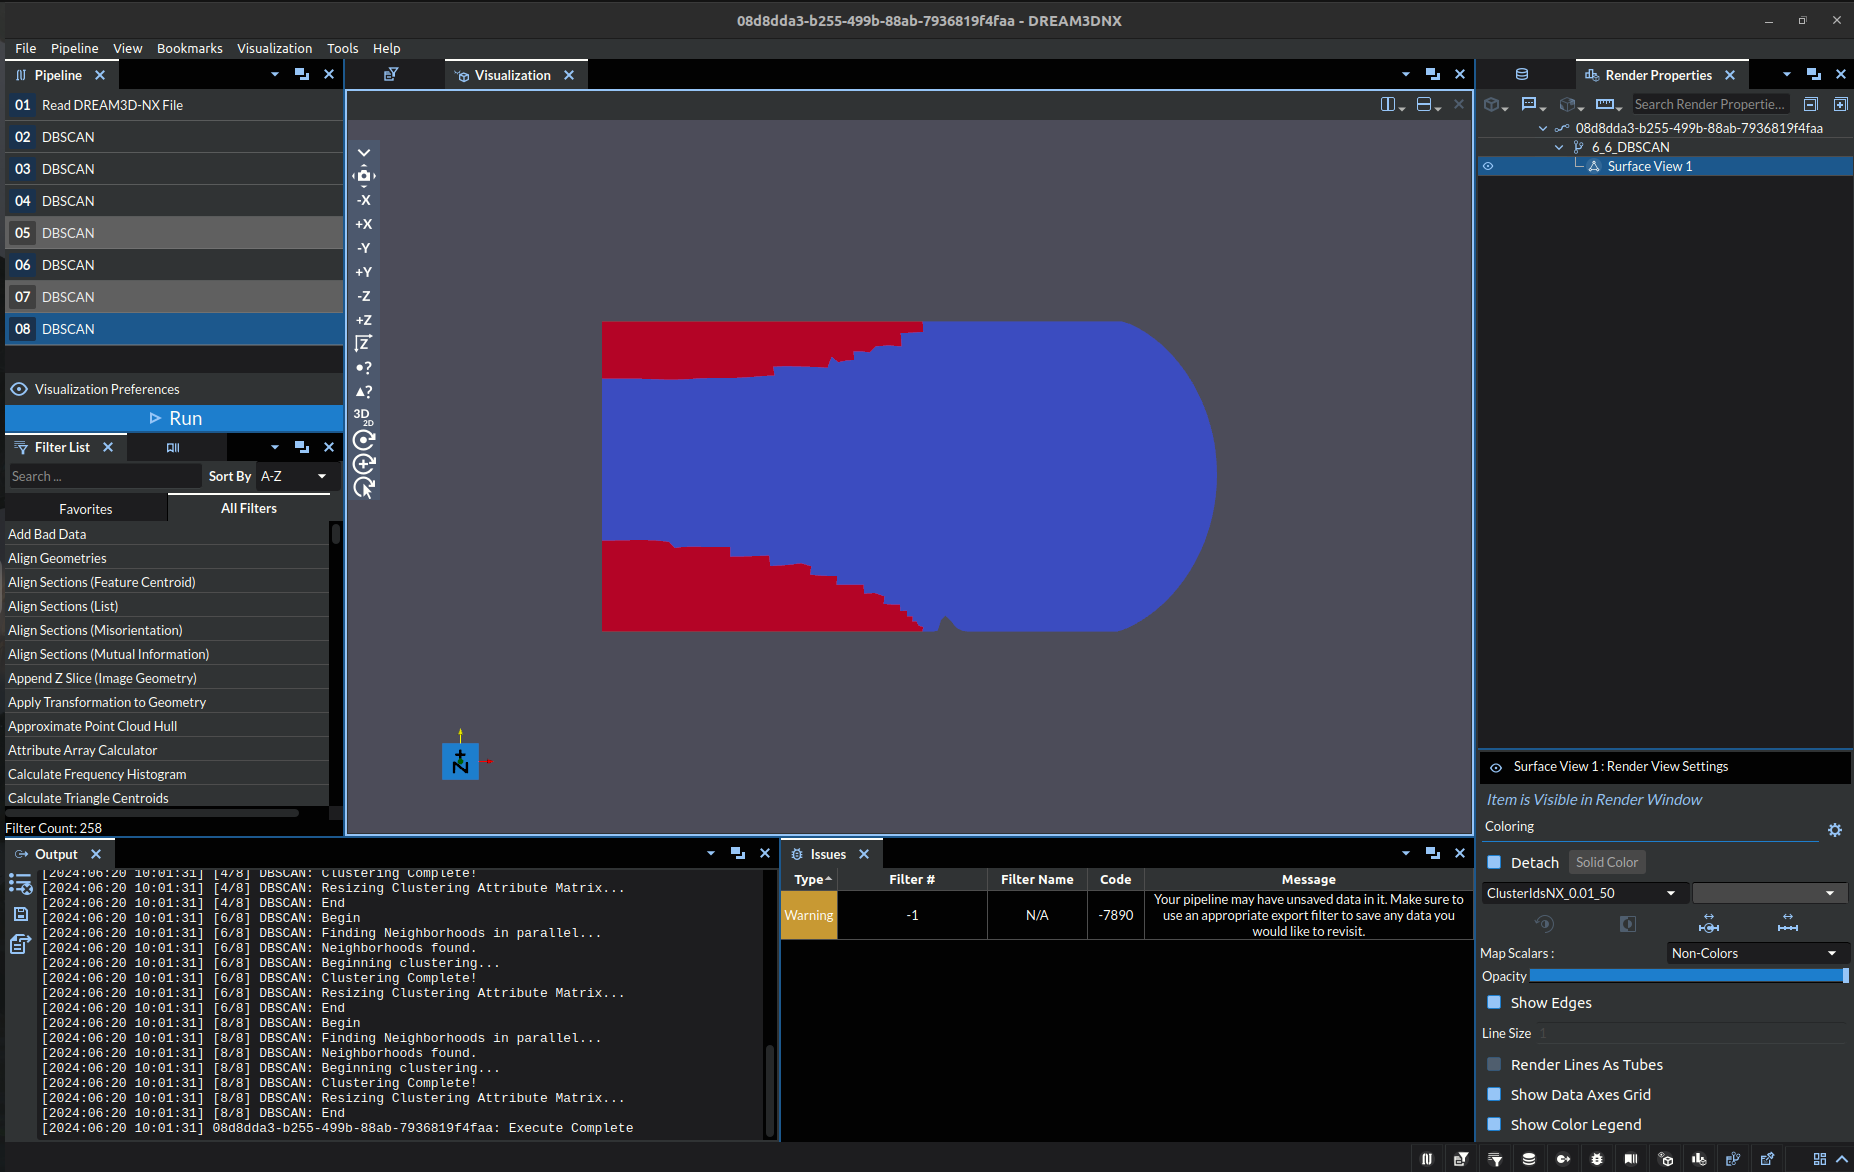 08d8dda3-b255-499b-88ab-7936819f4faa - DREAM3DNX
File Pipeline View Bookmarks Visualization Tools Help
Pipeline
01 Read DREAM3D-NX File
02 DBSCAN
03 DBSCAN
04 DBSCAN
05 DBSCAN
06 DBSCAN
07 DBSCAN
08 DBSCAN
Visualization Preferences
Run
Filter List
Search ... Sort By A-Z
Favorites All Filters
Add Bad Data
Align Geometries
Align Sections (Feature Centroid)
Align Sections (List)
Align Sections (Misorientation)
Align Sections (Mutual Information)
Append Z Slice (Image Geometry)
Apply Transformation to Geometry
Approximate Point Cloud Hull
Attribute Array Calculator
Calculate Frequency Histogram
Calculate Triangle Centroids
Filter Count: 258
Visualization
-X
+X
-Y
+Y
-Z
+Z
Z
?
?
3D
2D
+Z
Render Properties
Search Render Propertie...
08d8dda3-b255-499b-88ab-7936819f4faa
6_6_DBSCAN
Surface View 1
Surface View 1 : Render View Settings
Item is Visible in Render Window
Coloring
Detach Solid Color
ClusterIdsNX_0.01_50
Map Scalars : Non-Colors
Opacity
Show Edges
Line Size 1
Render Lines As Tubes
Show Data Axes Grid
Show Color Legend
Output
[2024:06:20 10:01:31] [4/8] DBSCAN: Clustering Complete!
[2024:06:20 10:01:31] [4/8] DBSCAN: Resizing Clustering Attribute Matrix...
[2024:06:20 10:01:31] [4/8] DBSCAN: End
[2024:06:20 10:01:31] [6/8] DBSCAN: Begin
[2024:06:20 10:01:31] [6/8] DBSCAN: Finding Neighborhoods in parallel...
[2024:06:20 10:01:31] [6/8] DBSCAN: Neighborhoods found.
[2024:06:20 10:01:31] [6/8] DBSCAN: Beginning clustering...
[2024:06:20 10:01:31] [6/8] DBSCAN: Clustering Complete!
[2024:06:20 10:01:31] [6/8] DBSCAN: Resizing Clustering Attribute Matrix...
[2024:06:20 10:01:31] [6/8] DBSCAN: End
[2024:06:20 10:01:31] [8/8] DBSCAN: Begin
[2024:06:20 10:01:31] [8/8] DBSCAN: Finding Neighborhoods in parallel...
[2024:06:20 10:01:31] [8/8] DBSCAN: Neighborhoods found.
[2024:06:20 10:01:31] [8/8] DBSCAN: Beginning clustering...
[2024:06:20 10:01:31] [8/8] DBSCAN: Clustering Complete!
[2024:06:20 10:01:31] [8/8] DBSCAN: Resizing Clustering Attribute Matrix...
[2024:06:20 10:01:31] [8/8] DBSCAN: End
[2024:06:20 10:01:31] 08d8dda3-b255-499b-88ab-7936819f4faa: Execute Complete
Issues
Type Filter # Filter Name Code Message
Warning -1 N/A -7890 Your pipeline may have unsaved data in it. Make sure to
use an appropriate export filter to save any data you
would like to revisit.